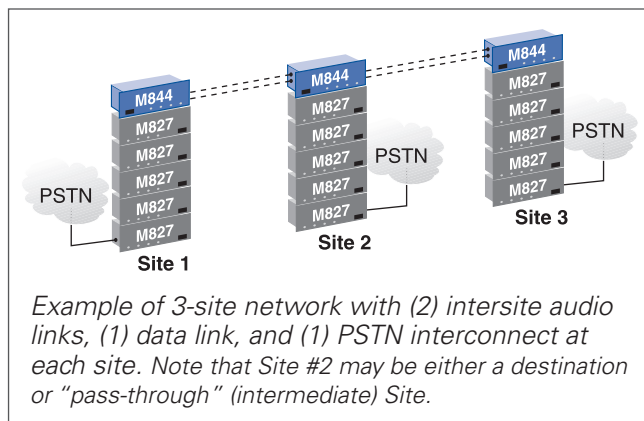 M844
M827
M827
M827
M827
M827
PSTN
Site 1
M844
M827
M827
M827
M827
M827
PSTN
Site 2
M844
M827
M827
M827
M827
M827
PSTN
Site 3
Example of 3-site network with (2) intersite audio
links, (1) data link, and (1) PSTN interconnect at
each site. Note that Site #2 may be either a destination
or “pass-through” (intermediate) Site.